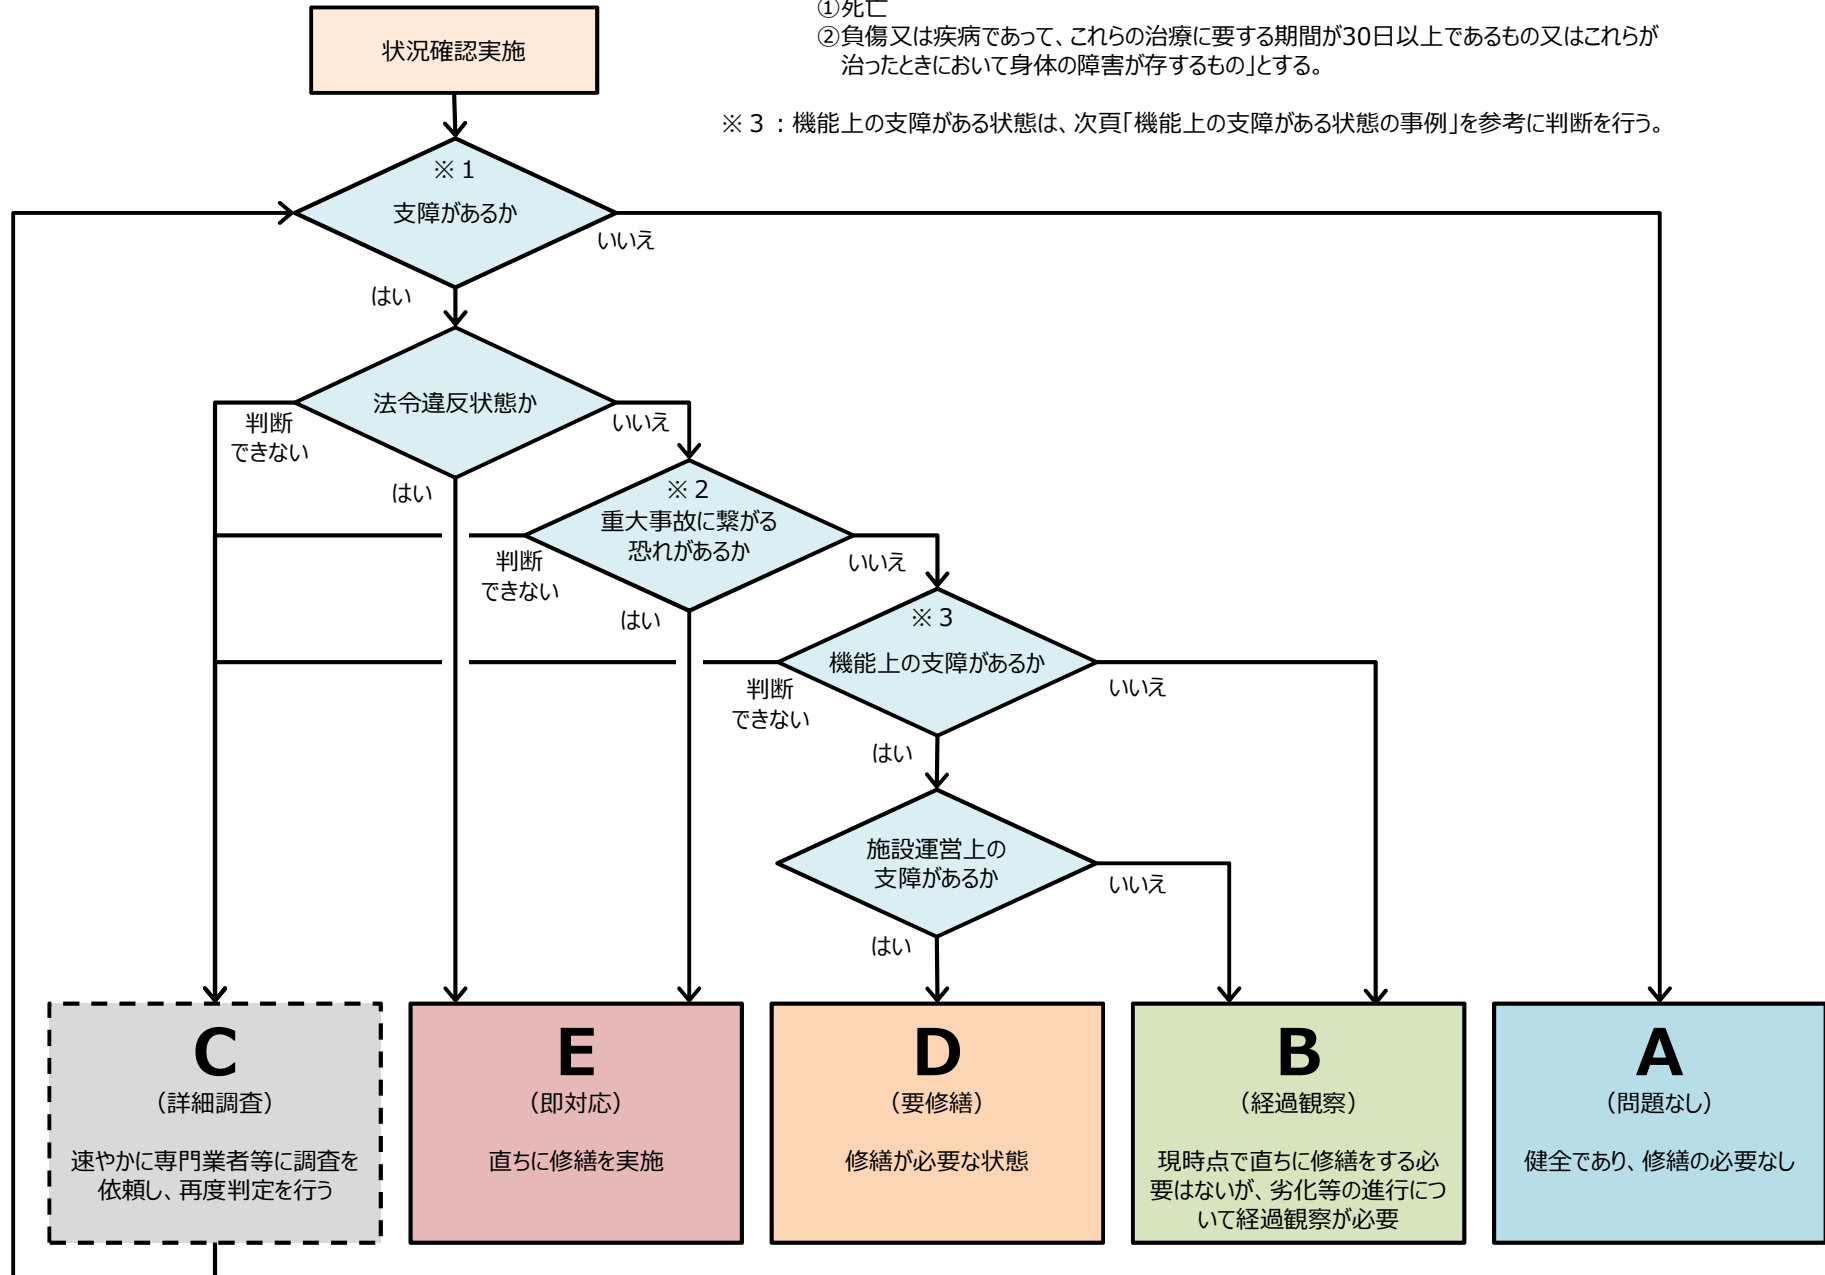 ①死亡
②負傷又は疾病であって、これらの治療に要する期間が30日以上であるもの又はこれらが
治ったときにおいて身体の障害が存するもの」とする。
※３：機能上の支障がある状態は、次頁「機能上の支障がある状態の事例」を参考に判断を行う。
状況確認実施
※１
支障があるか
いいえ
はい
法令違反状態か
判断
できない
いいえ
はい
※２
重大事故に繋がる
恐れがあるか
判断
できない
いいえ
はい
※３
機能上の支障があるか
判断
できない
いいえ
はい
施設運営上の
支障があるか
いいえ
はい
C
（詳細調査）
速やかに専門業者等に調査を
依頼し、再度判定を行う
E
（即対応）
直ちに修繕を実施
D
（要修繕）
修繕が必要な状態
B
（経過観察）
現時点で直ちに修繕をする必
要はないが、劣化等の進行につ
いて経過観察が必要
A
（問題なし）
健全であり、修繕の必要なし